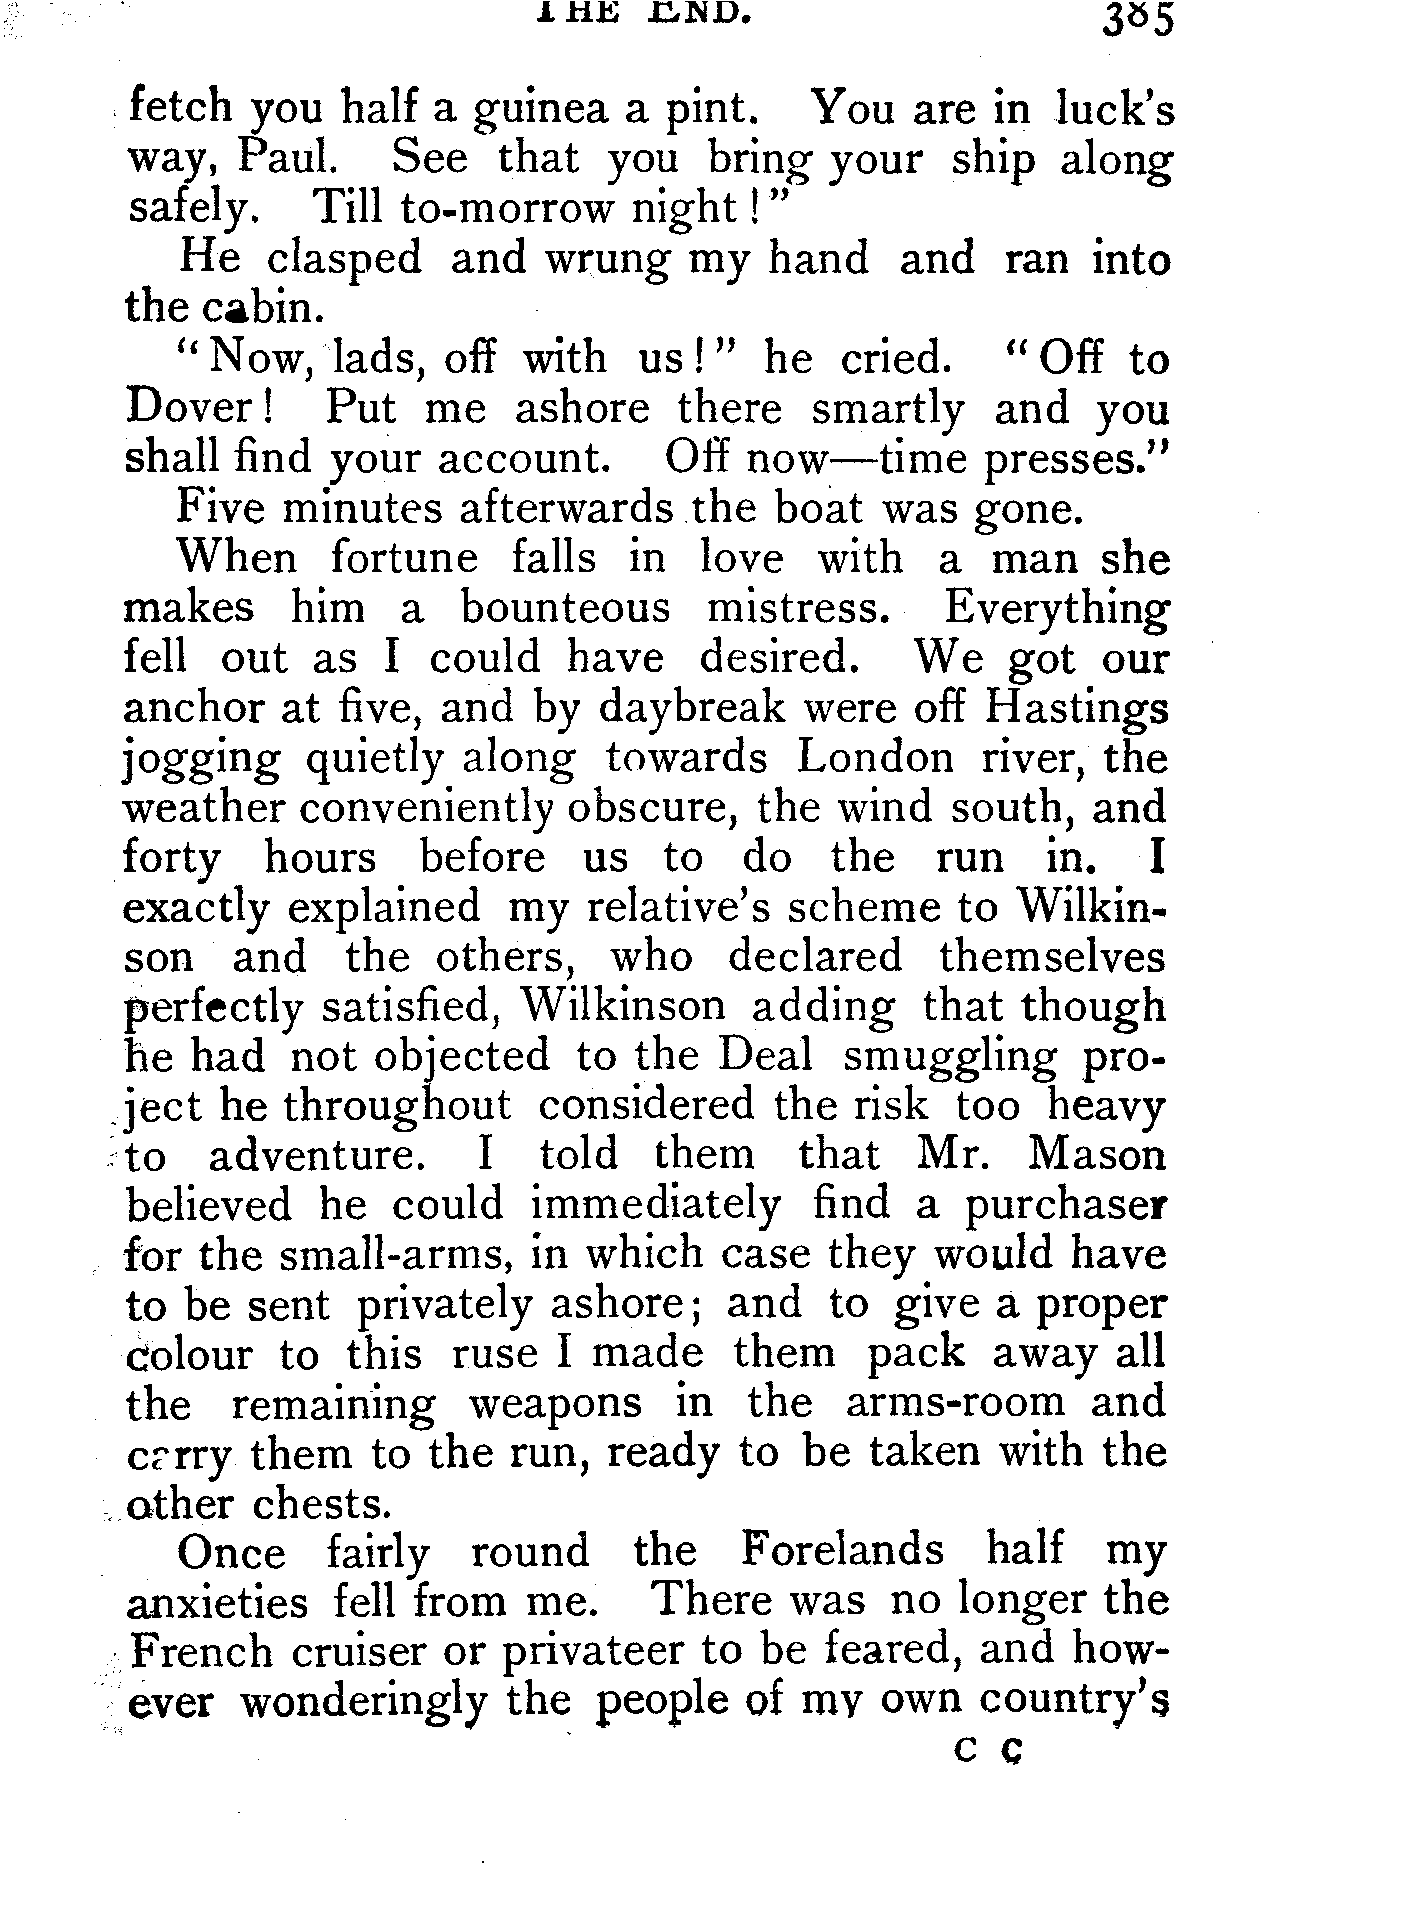 THE END. 385
fetch you half a guinea a pint. You are in luck's
way, Paul. See that you bring your ship along
safely. Till to-morrow night!"
He clasped and wrung my hand and ran into
the cabin.
"Now, lads, off with us!" he cried. "Off to
Dover! Put me ashore there smartly and you
shall find your account. Off now—time presses."
Five minutes afterwards the boat was gone.
When fortune falls in love with a man she
makes him a bounteous mistress. Everything
fell out as I could have desired. We got our
anchor at five, and by daybreak were off Hastings
jogging quietly along towards London river, the
weather conveniently obscure, the wind south, and
forty hours before us to do the run in. I
exactly explained my relative's scheme to Wilkin-
son and the others, who declared themselves
perfectly satisfied, Wilkinson adding that though
he had not objected to the Deal smuggling pro-
ject he throughout considered the risk too heavy
to adventure. I told them that Mr. Mason
believed he could immediately find a purchaser
for the small-arms, in which case they would have
to be sent privately ashore; and to give a proper
colour to this ruse I made them pack away all
the remaining weapons in the arms-room and
carry them to the run, ready to be taken with the
other chests.
Once fairly round the Forelands half my
anxieties fell from me. There was no longer the
French cruiser or privateer to be feared, and how-
ever wonderingly the people of my own country's
C C